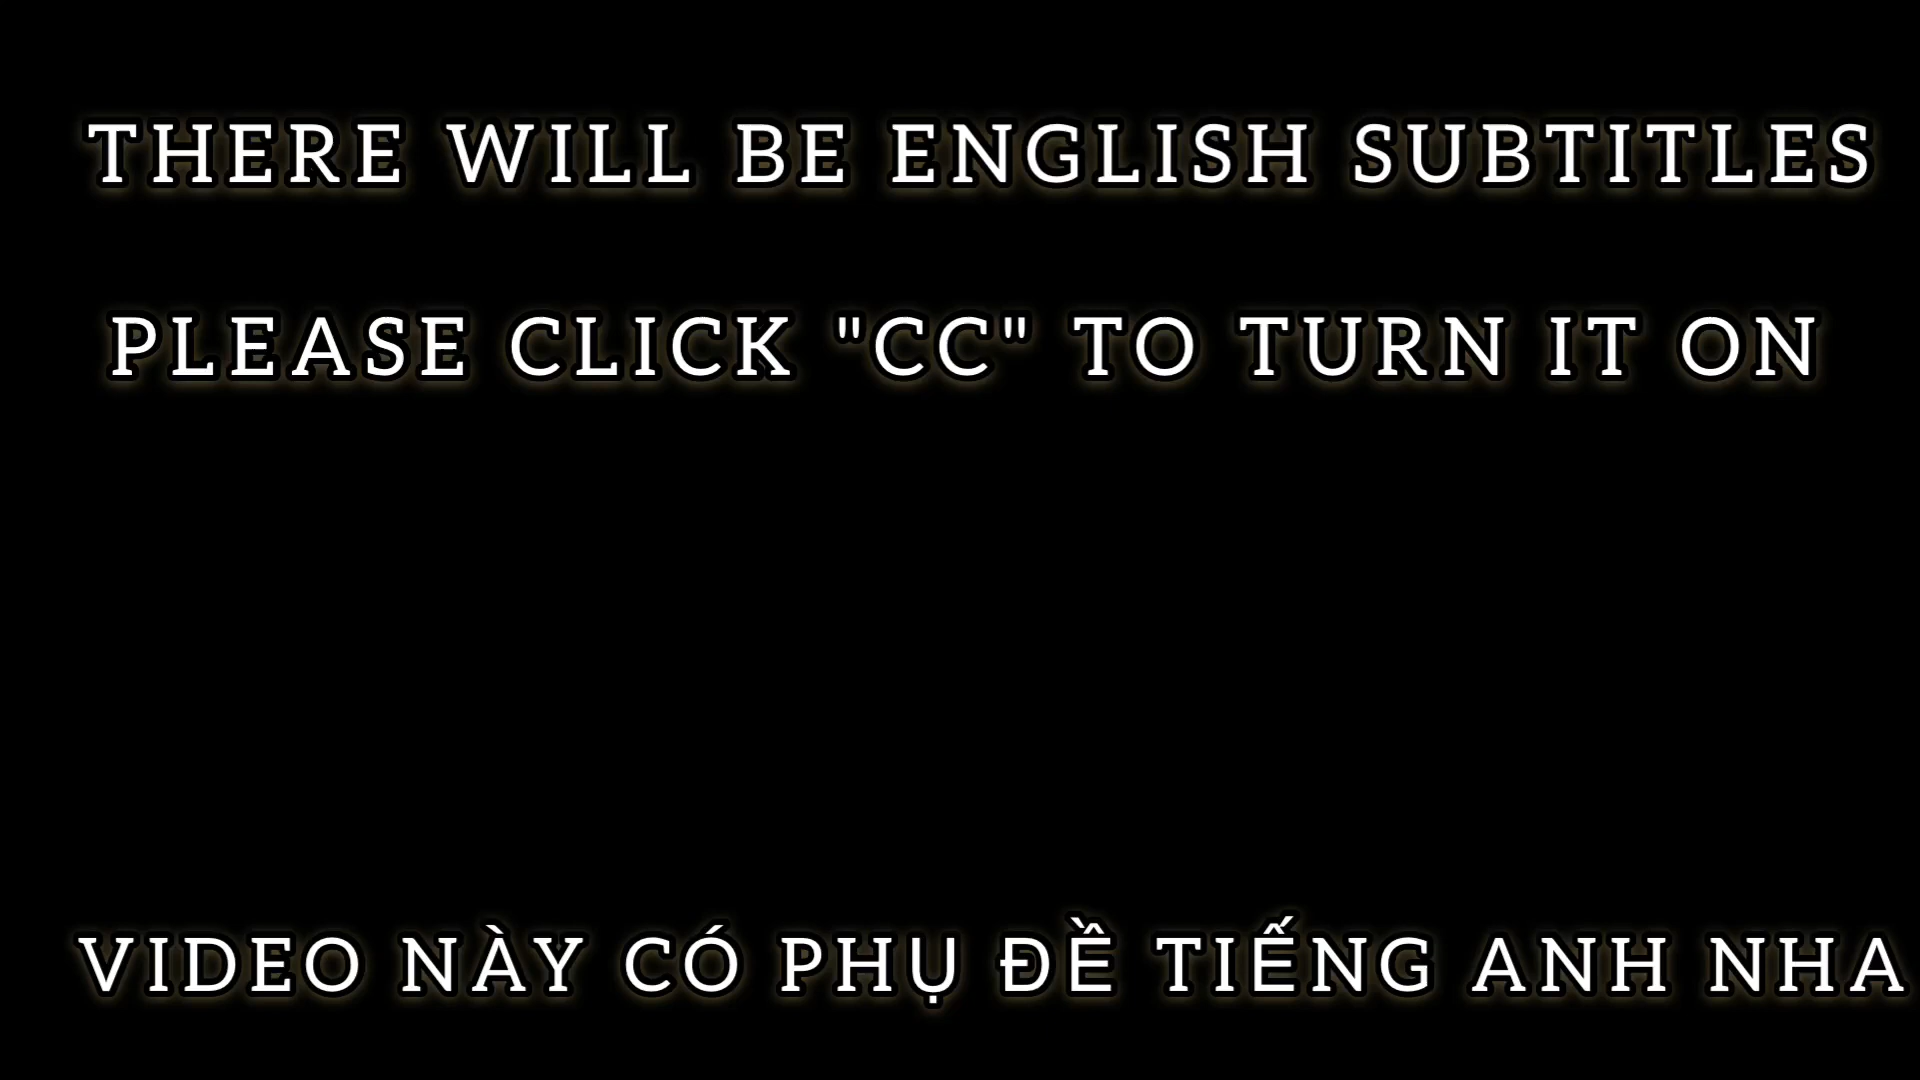 THERE WILL BE ENGLISH SUBTITLES
PLEASE CLICK "CC" TO TURN IT ON
VIDEO NÀY CÓ PHỤ ĐỀ TIẾNG ANH NHA